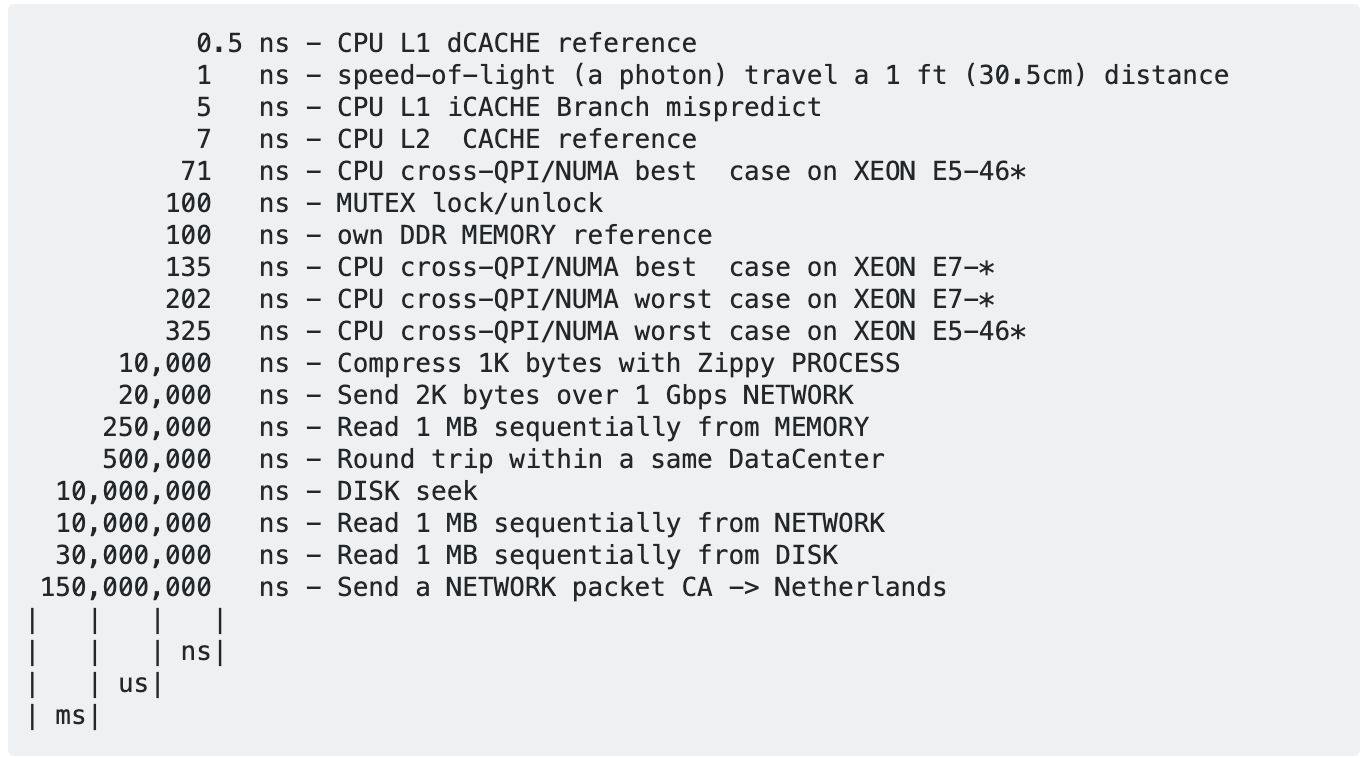 0.5 ns – CPU L1 dCACHE reference
          1   ns – speed-of-light (a photon) travel a 1 ft (30.5cm) distance
          5   ns – CPU L1 iCACHE Branch mispredict
          7   ns – CPU L2  CACHE reference
         71   ns – CPU cross-QPI/NUMA best  case on XEON E5-46*
        100   ns – MUTEX lock/unlock
        100   ns – own DDR MEMORY reference
        135   ns – CPU cross-QPI/NUMA best  case on XEON E7-*
        202   ns – CPU cross-QPI/NUMA worst case on XEON E7-*
        325   ns – CPU cross-QPI/NUMA worst case on XEON E5-46*
     10,000   ns – Compress 1K bytes with Zippy PROCESS
     20,000   ns – Send 2K bytes over 1 Gbps NETWORK
    250,000   ns – Read 1 MB sequentially from MEMORY
    500,000   ns – Round trip within a same DataCenter
 10,000,000   ns – DISK seek
 10,000,000   ns – Read 1 MB sequentially from NETWORK
 30,000,000   ns – Read 1 MB sequentially from DISK
150,000,000   ns – Send a NETWORK packet CA -> Netherlands
|   |   |   |
|   |   | ns|
|   | us|
| ms|